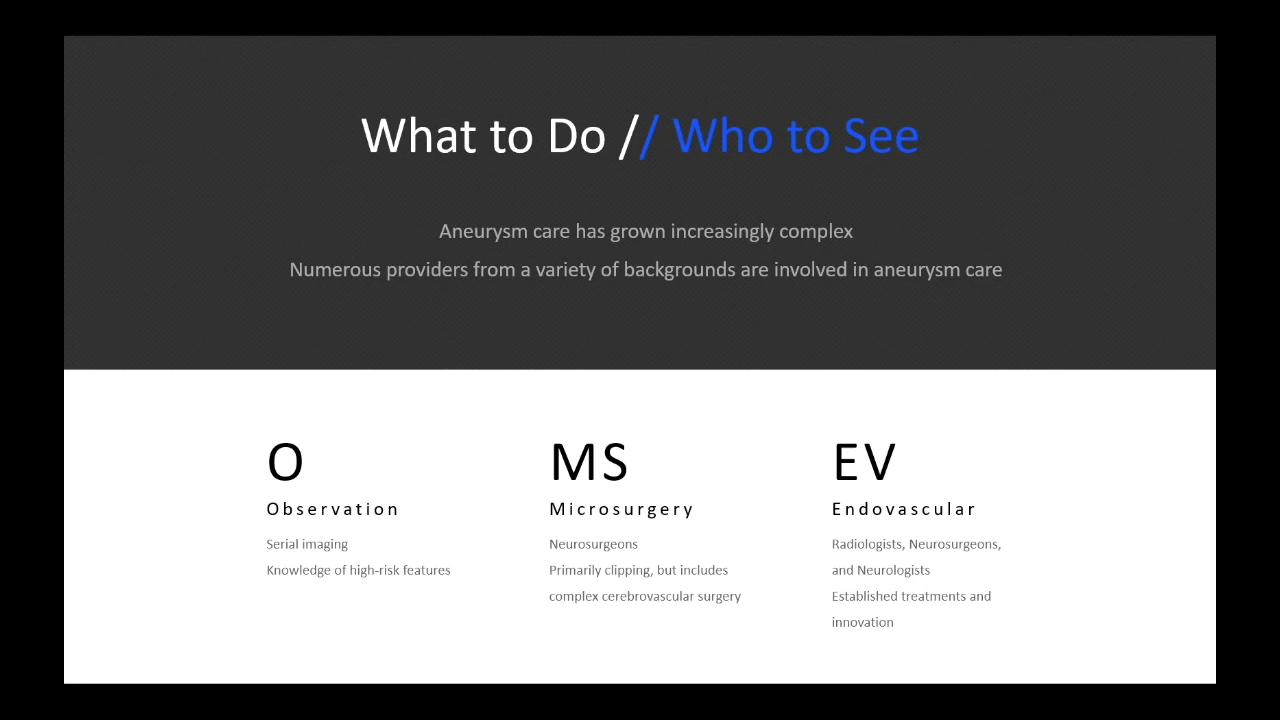 What to Do // Who to See
Aneurysm care has grown increasingly complex
Numerous providers from a variety of backgrounds are involved in aneurysm care
O
Observation
Serial imaging
Knowledge of high-risk features
MS
Microsurgery
Neurosurgeons
Primarily clipping, but includes
complex cerebrovascular surgery
EV
Endovascular
Radiologists, Neurosurgeons,
and Neurologists
Established treatments and
innovation